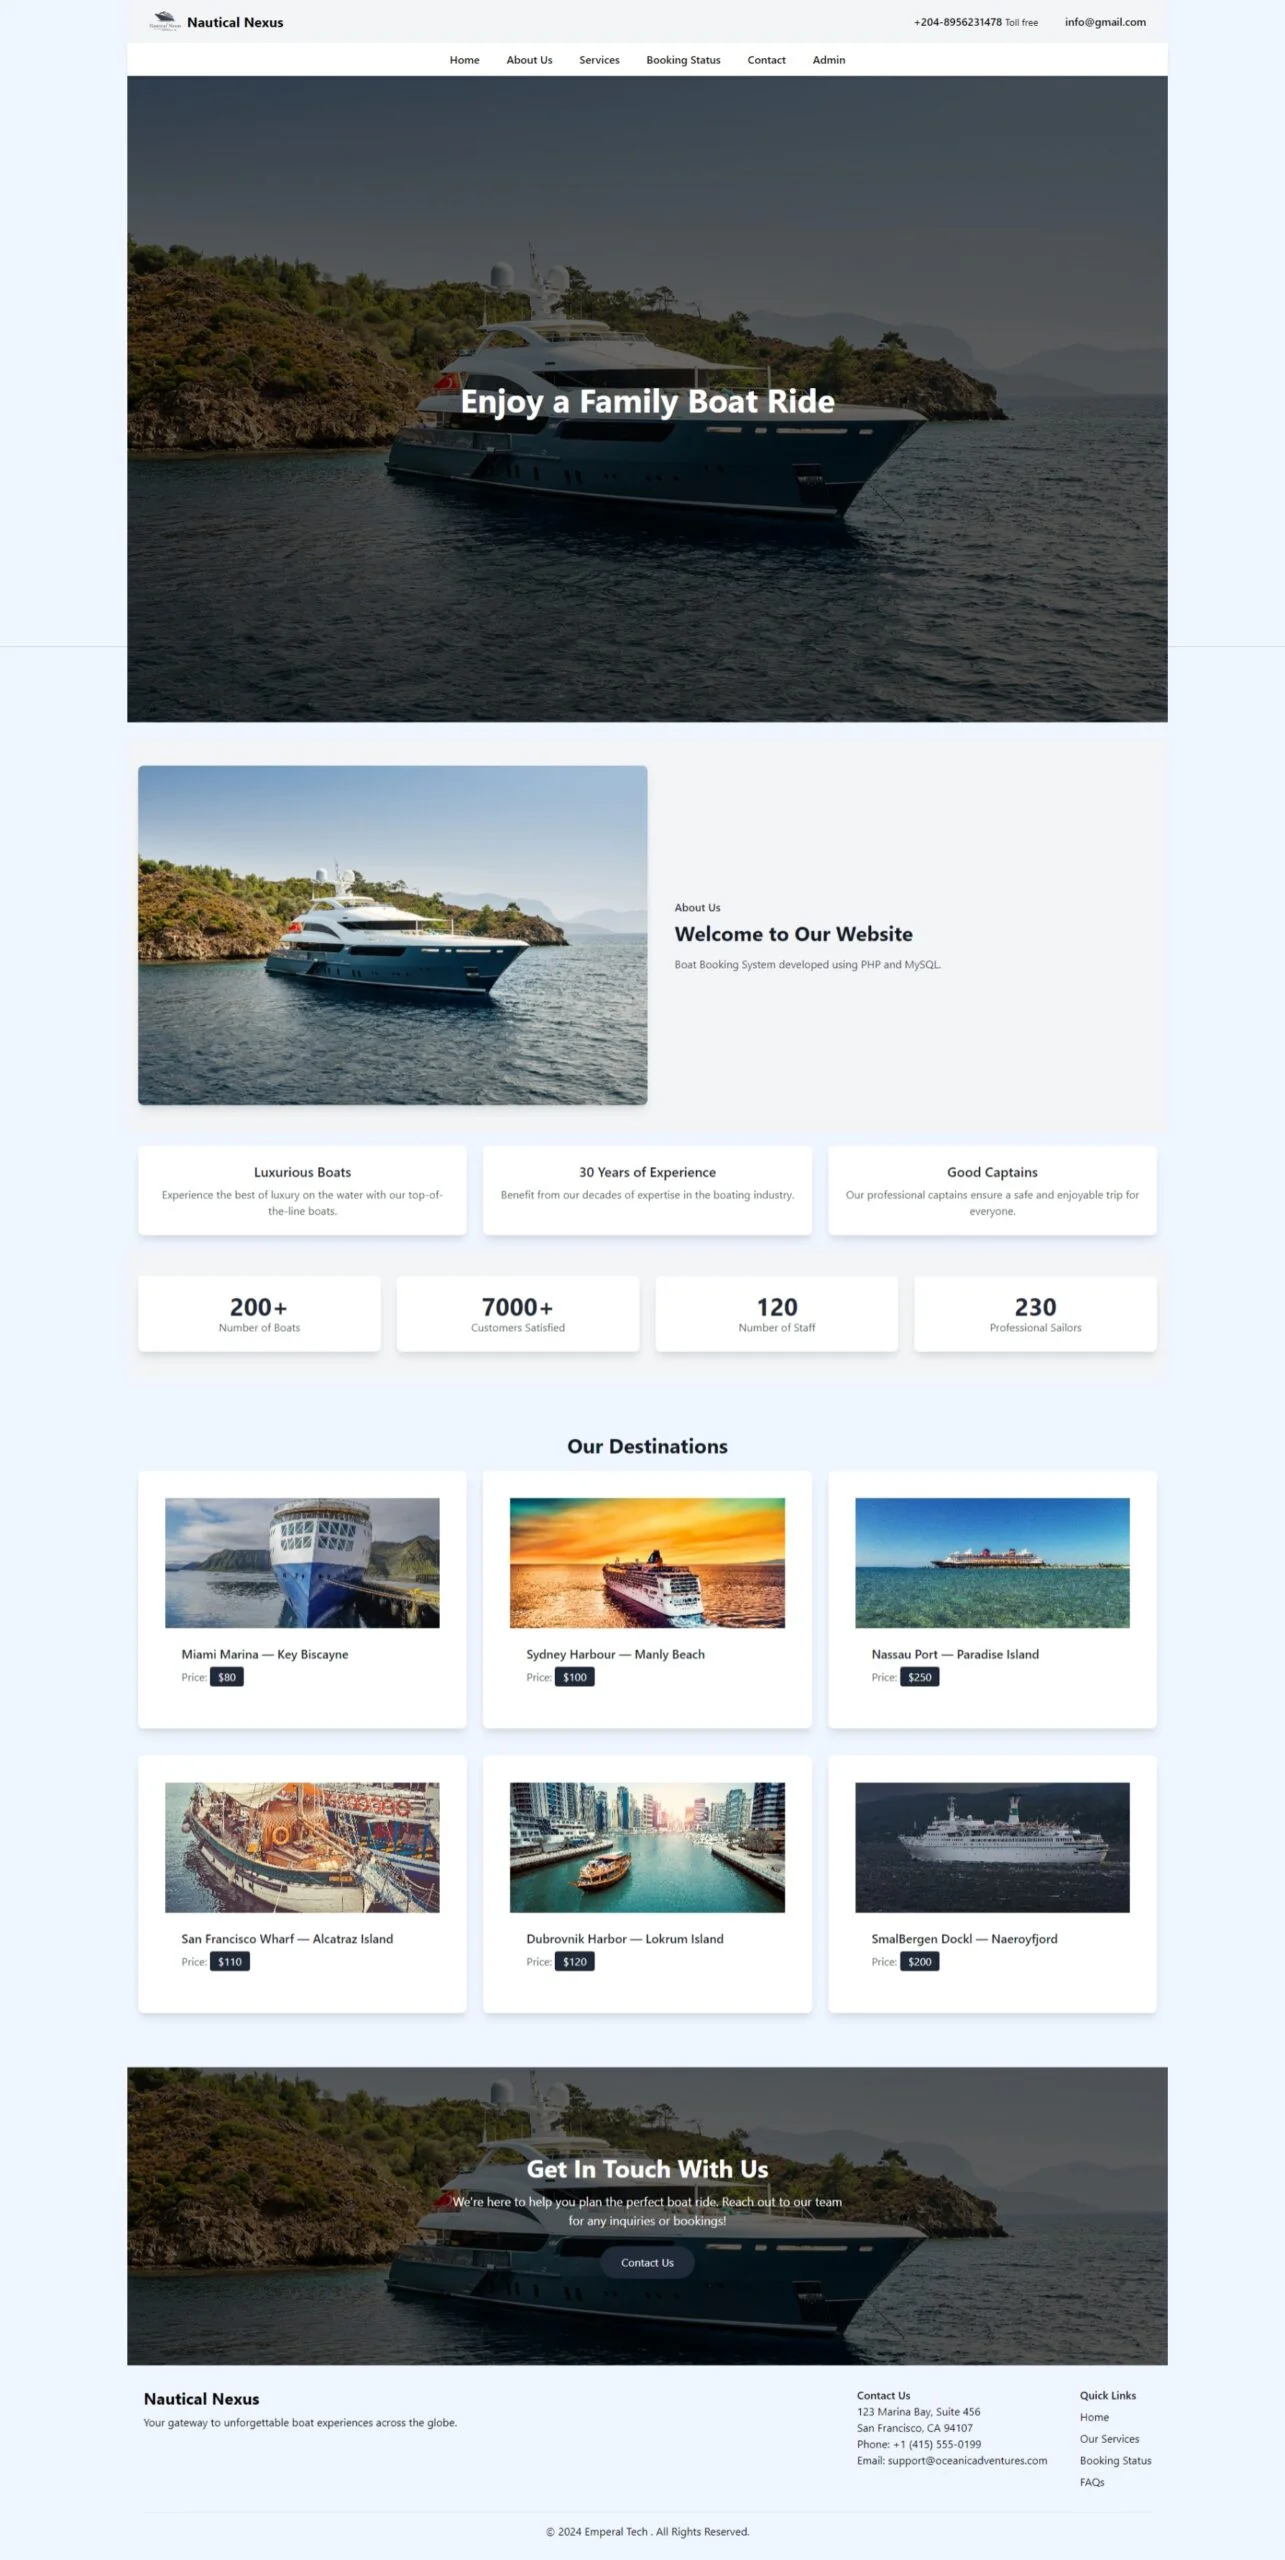 Nautical Nexus
+204-8956231478 Toll free
info@gmail.com
Home
About Us
Services
Booking Status
Contact
Admin
Enjoy a Family Boat Ride
About Us
Welcome to Our Website
Boat Booking System developed using PHP and MySQL.
Luxurious Boats
Experience the best of luxury on the water with our top-of-
the-line boats.
30 Years of Experience
Benefit from our decades of expertise in the boating industry.
Good Captains
Our professional captains ensure a safe and enjoyable trip for
everyone.
200+
Number of Boats
7000+
Customers Satisfied
120
Number of Staff
230
Professional Sailors
Our Destinations
Miami Marina — Key Biscayne
Price: $80
Sydney Harbour — Manly Beach
Price: $100
Nassau Port — Paradise Island
Price: $250
San Francisco Wharf — Alcatraz Island
Price: $110
Dubrovnik Harbor — Lokrum Island
Price: $120
SmalBergen Dockl — Naeroyfjord
Price: $200
Get In Touch With Us
We're here to help you plan the perfect boat ride. Reach out to our team
for any inquiries or bookings!
Contact Us
Nautical Nexus
Your gateway to unforgettable boat experiences across the globe.
Contact Us
123 Marina Bay, Suite 456
San Francisco, CA 94107
Phone: +1 (415) 555-0199
Email: support@oceanicadventures.com
Quick Links
Home
Our Services
Booking Status
FAQs
© 2024 Emperal Tech . All Rights Reserved.